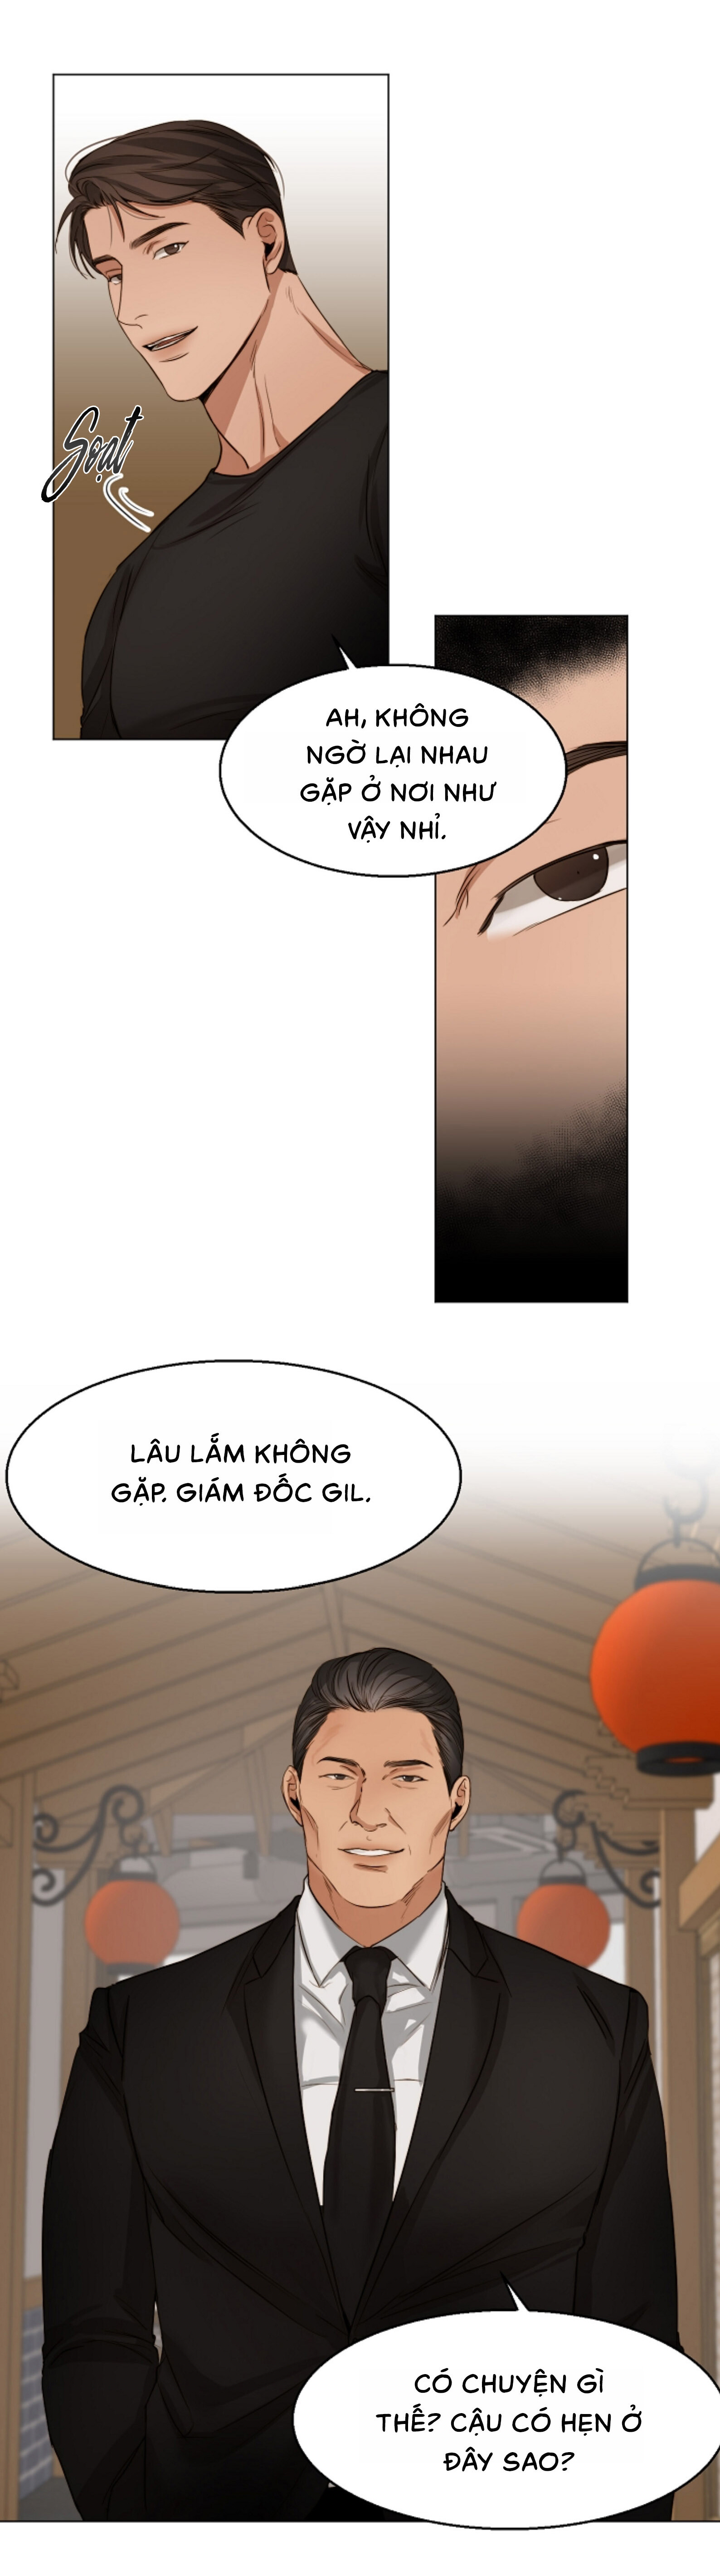 Soạt
AH, KHÔNG
NGỜ LẠI NHAU
GẶP Ở NƠI NHƯ
VẬY NHỈ.
LÂU LẮM KHÔNG
GẶP. GIÁM ĐỐC GIL.
CÓ CHUYỆN GÌ
THẾ? CẬU CÓ HẸN Ở
ĐÂY SAO?